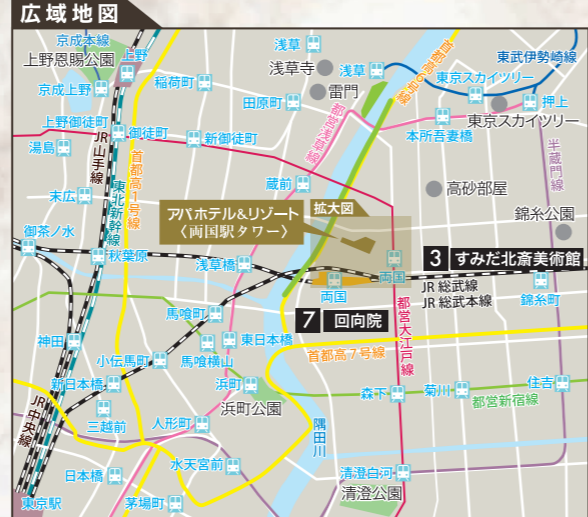 広域地図
京成本線
上野恩賜公園
上野
京成上野
稲荷町
浅草
浅草寺
雷門
浅草
首都高6号線
東武伊勢崎線
東京スカイツリー
押上
東京スカイツリー
本所吾妻橋
田原町
都営浅草線
上野御徒町
御徒町
新御徒町
湯島
JR山手線
首都高1号線
東北新幹線
末広
蔵前
半蔵門線
高砂部屋
錦糸公園
アパホテル&リゾート
〈両国駅タワー〉
拡大図
御茶ノ水
秋葉原
浅草橋
両国
両国
3 すみだ北斎美術館
JR 総武線
JR 総武本線
錦糸町
7 回向院
都営大江戸線
馬喰町
馬喰横山
東日本橋
首都高7号線
神田
小伝馬町
新日本橋
JR中央線
三越前
人形町
浜町
浜町公園
隅田川
森下
菊川
住吉
都営新宿線
水天宮前
日本橋
茅場町
東京駅
清澄白河
清澄公園